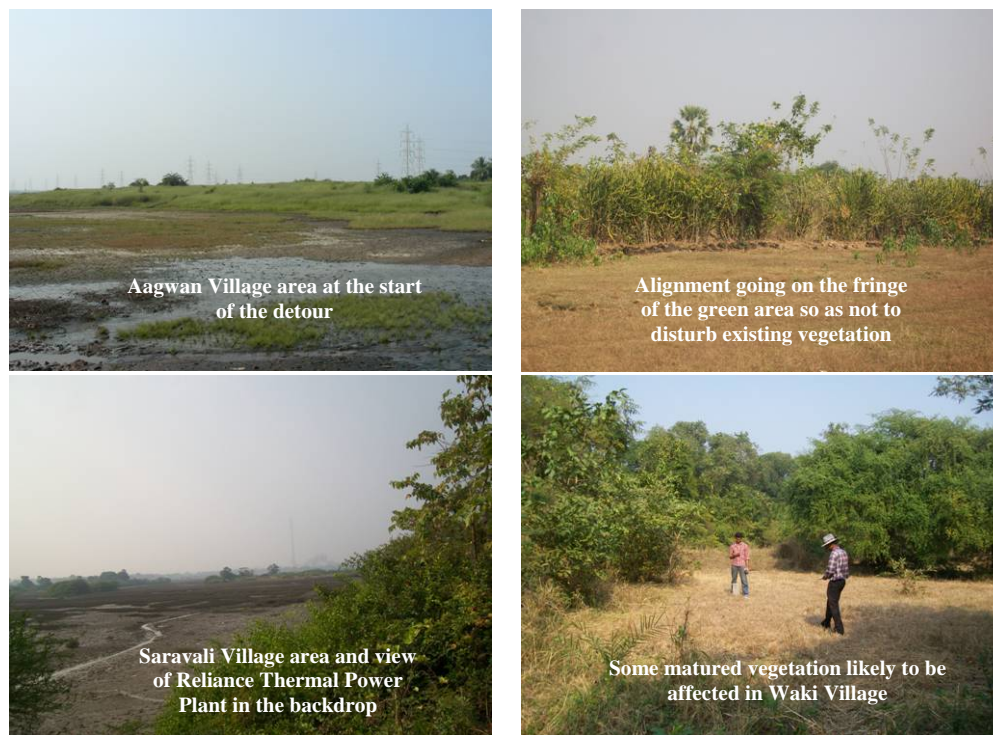 Aagwan Village area at the start
of the detour
Alignment going on the fringe
of the green area so as not to
disturb existing vegetation
Saravali Village area and view
of Reliance Thermal Power
Plant in the backdrop
Some matured vegetation likely to be
affected in Waki Village